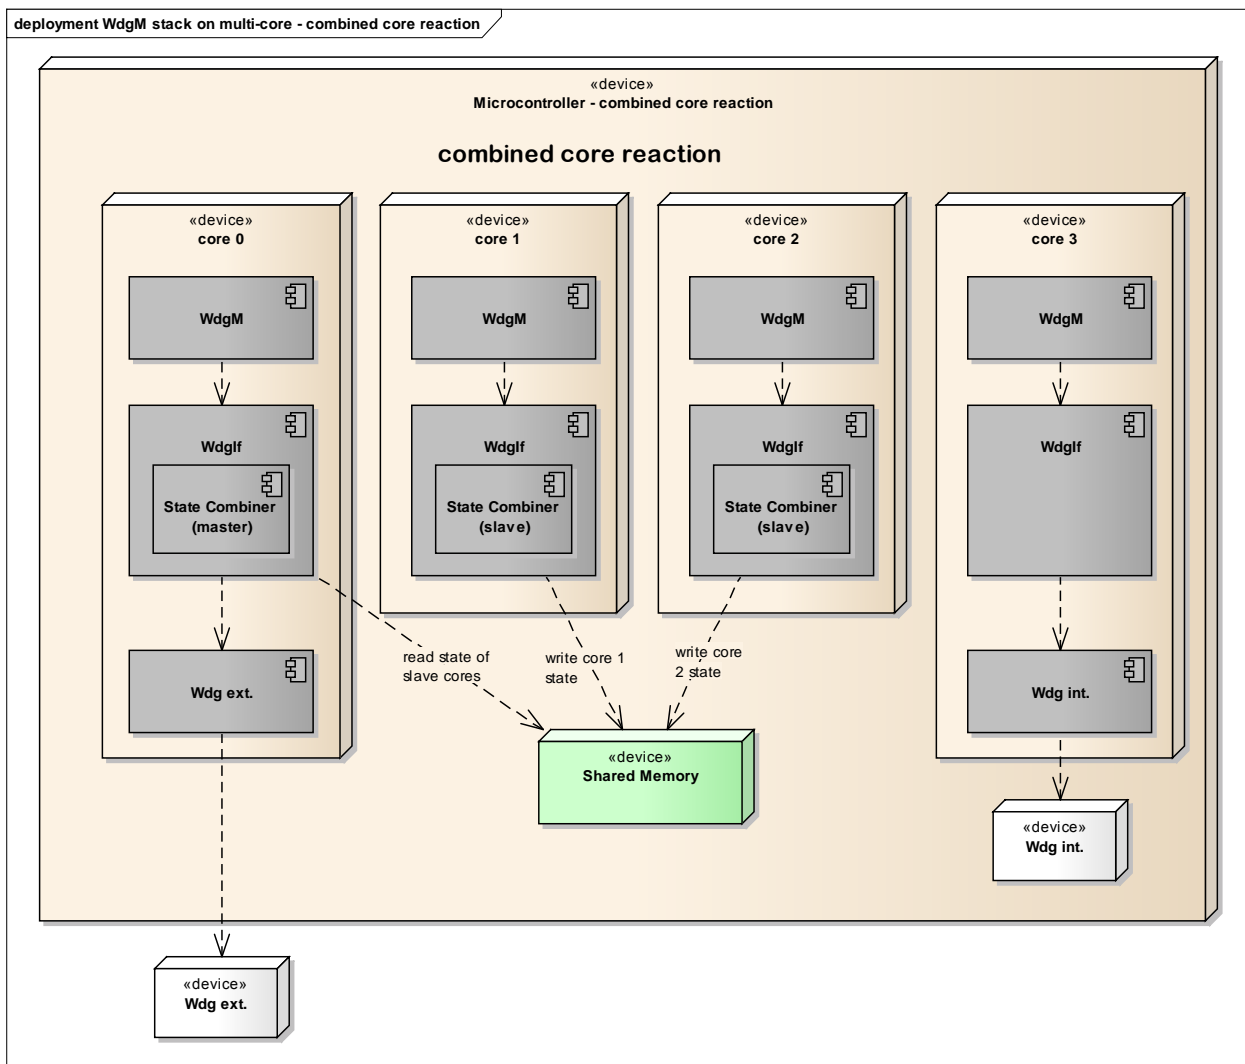 deployment WdgM stack on multi-core - combined core reaction
«device»
Microcontroller - combined core reaction
combined core reaction
«device»
core 0
WdgM
WdgIf
State Combiner
(master)
Wdg ext.
«device»
core 1
WdgM
WdgIf
State Combiner
(slave)
«device»
core 2
WdgM
WdgIf
State Combiner
(slave)
«device»
core 3
WdgM
WdgIf
Wdg int.
read state of
slave cores
write core 1
state
write core
2 state
«device»
Shared Memory
«device»
Wdg int.
«device»
Wdg ext.